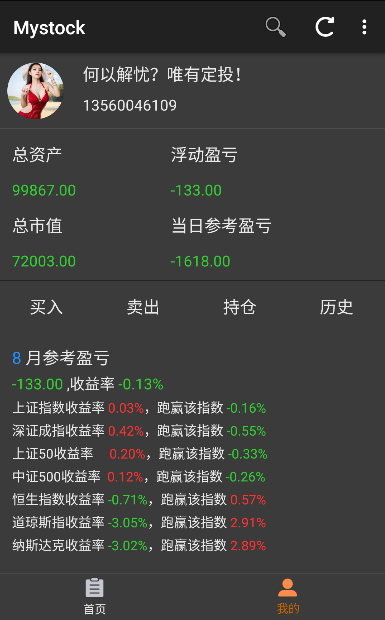 Mystock
何以解忧？唯有定投！
13560046109
总资产 浮动盈亏
99867.00 -133.00
总市值 当日参考盈亏
72003.00 -1618.00
买入 卖出 持仓 历史
8 月参考盈亏
-133.00 ,收益率 -0.13%
上证指数收益率 0.03%，跑赢该指数 -0.16%
深证成指收益率 0.42%，跑赢该指数 -0.55%
上证50收益率 0.20%，跑赢该指数 -0.33%
中证500收益率 0.12%，跑赢该指数 -0.26%
恒生指数收益率 -0.71%，跑赢该指数 0.57%
道琼斯指收益率 -3.05%，跑赢该指数 2.91%
纳斯达克收益率 -3.02%，跑赢该指数 2.89%
首页 我的